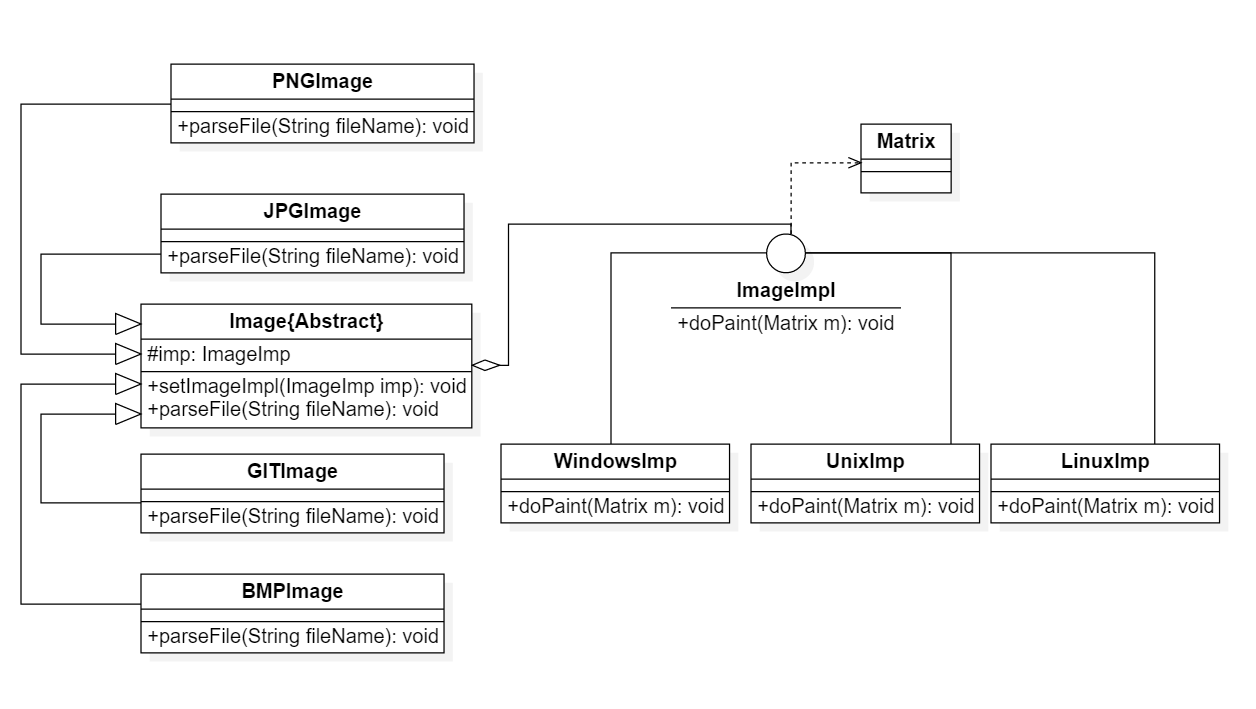 PNGImage
+parseFile(String fileName): void
JPGImage
+parseFile(String fileName): void
Image{Abstract}
#imp: ImageImp
+setImageImpl(ImageImp imp): void
+parseFile(String fileName): void
GITImage
+parseFile(String fileName): void
BMPImage
+parseFile(String fileName): void
Matrix
ImageImpl
+doPaint(Matrix m): void
WindowsImp
+doPaint(Matrix m): void
UnixImp
+doPaint(Matrix m): void
LinuxImp
+doPaint(Matrix m): void